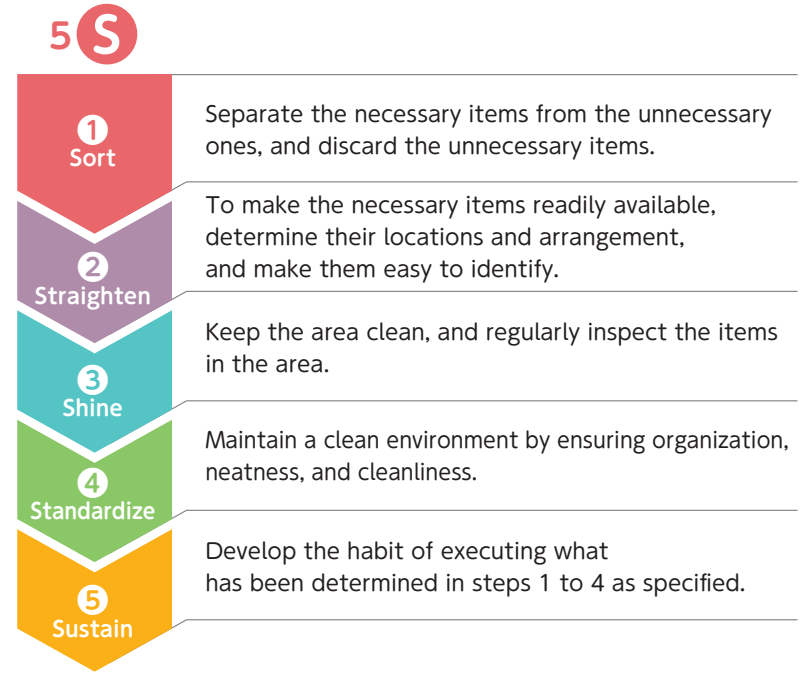 5S
1
Sort
Separate the necessary items from the unnecessary
ones, and discard the unnecessary items.
2
Straighten
To make the necessary items readily available,
determine their locations and arrangement,
and make them easy to identify.
3
Shine
Keep the area clean, and regularly inspect the items
in the area.
4
Standardize
Maintain a clean environment by ensuring organization,
neatness, and cleanliness.
5
Sustain
Develop the habit of executing what
has been determined in steps 1 to 4 as specified.